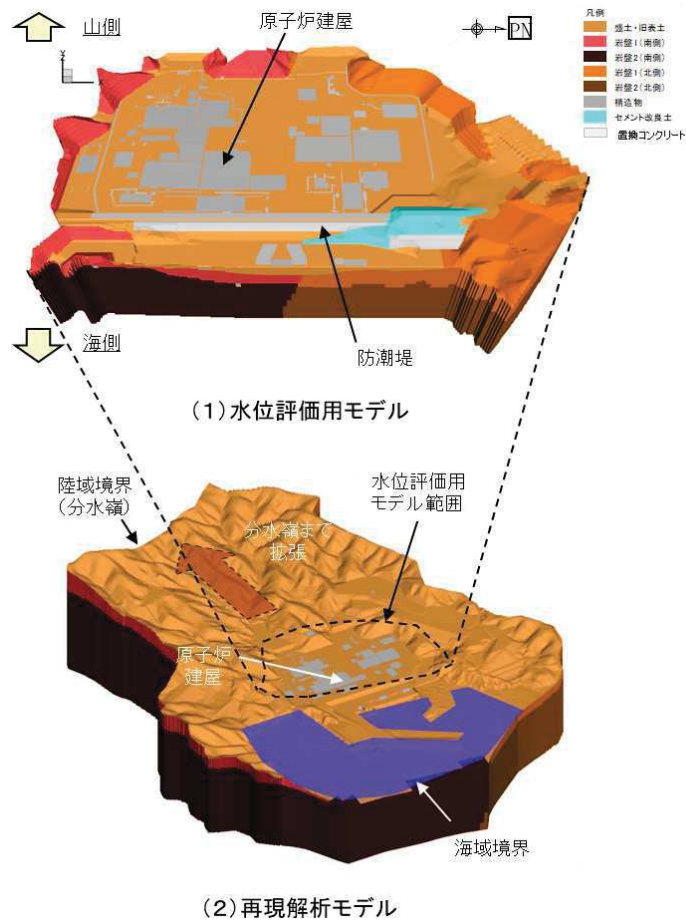 原子炉建屋
山側
PN
凡例
盛土・旧表土
岩盤1(南側)
岩盤2(南側)
岩盤1(北側)
岩盤2(北側)
構造物
セメント改良土
置換コンクリート
海側
防潮堤
(1)水位評価用モデル
陸域境界
(分水嶺)
水位評価用
モデル範囲
分水嶺まで
拡張
原子炉
建屋
海域境界
(2)再現解析モデル